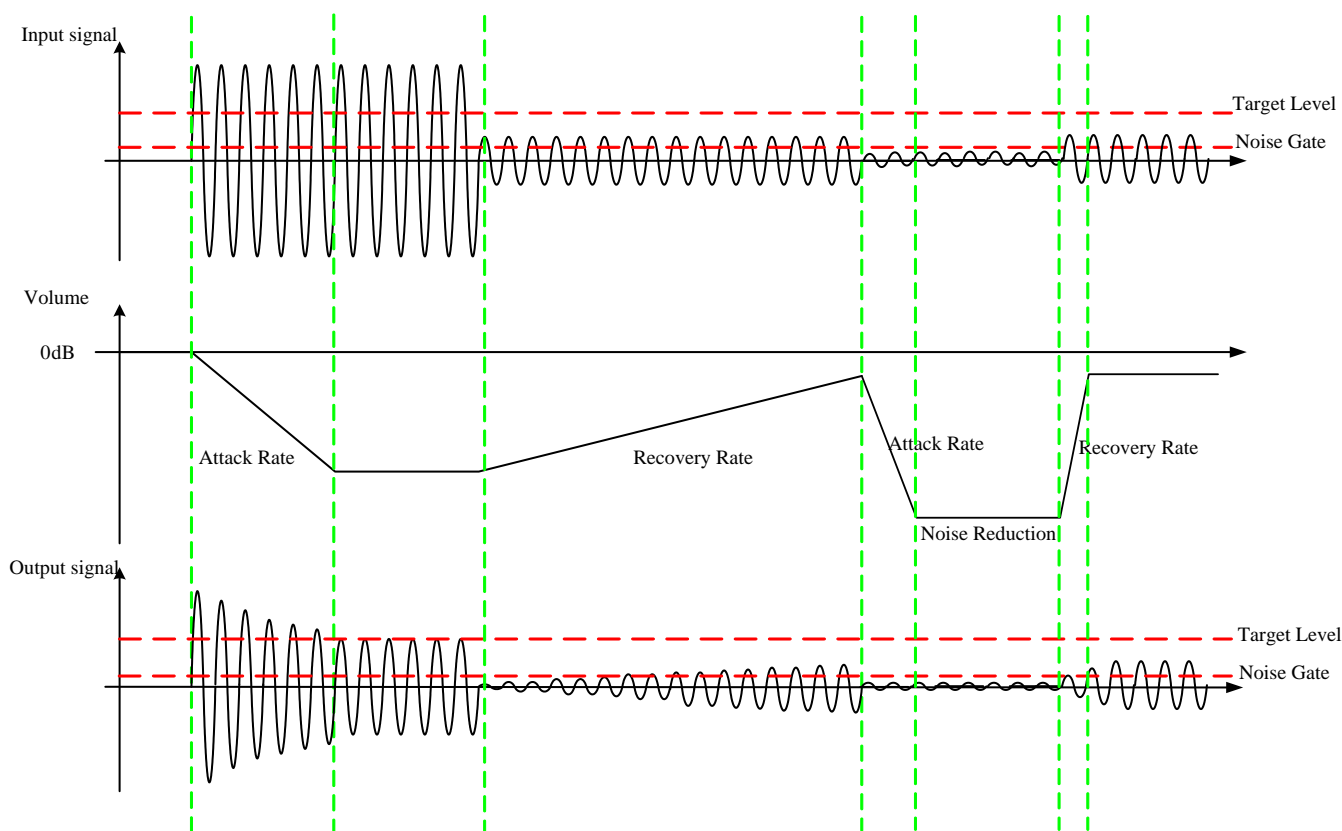 Input signal
Target Level
Noise Gate
Volume
0dB
Attack Rate
Recovery Rate
Attack Rate
Recovery Rate
Noise Reduction
Output signal
Target Level
Noise Gate